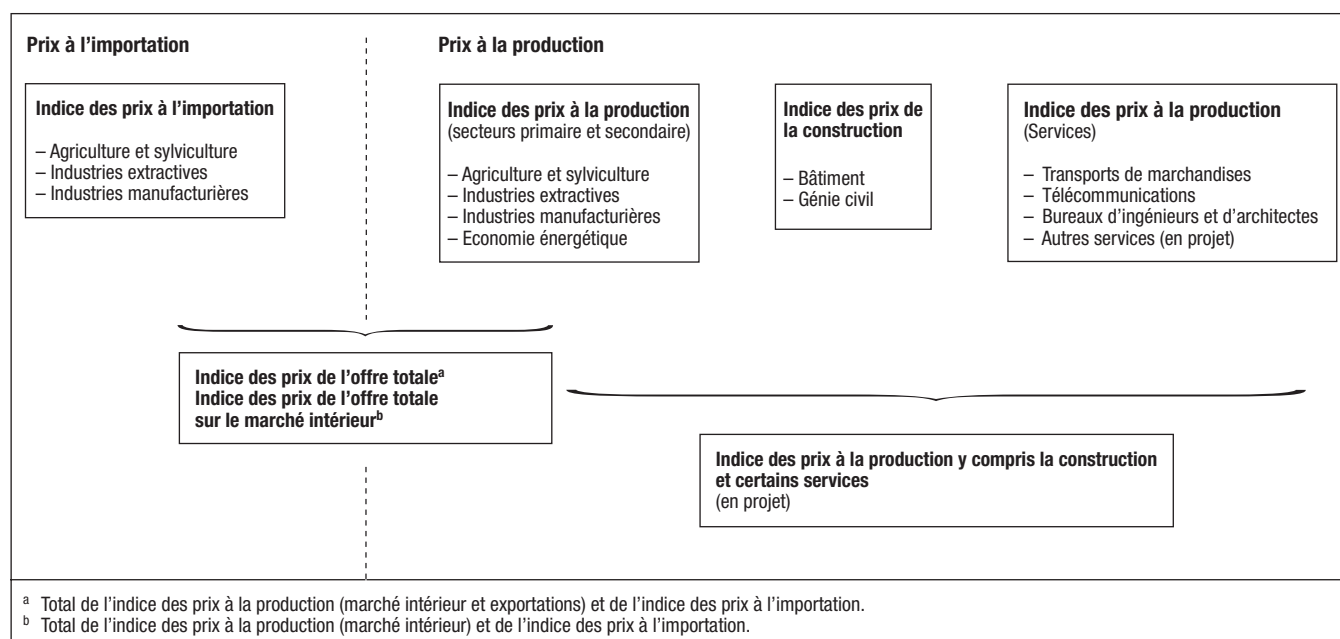 Prix à l’importation
Prix à la production
Indice des prix à l’importation
– Agriculture et sylviculture
– Industries extractives
– Industries manufacturières
Indice des prix à la production
(secteurs primaire et secondaire)
– Agriculture et sylviculture
– Industries extractives
– Industries manufacturières
– Economie énergétique
Indice des prix de
la construction
– Bâtiment
– Génie civil
Indice des prix à la production
(Services)
– Transports de marchandises
– Télécommunications
– Bureaux d'ingénieurs et d'architectes
– Autres services (en projet)
Indice des prix de l’offre totaleᵃ
Indice des prix de l’offre totale
sur le marché intérieurᵇ
Indice des prix à la production y compris la construction
et certains services
(en projet)
ᵃ Total de l’indice des prix à la production (marché intérieur et exportations) et de l’indice des prix à l’importation.
ᵇ Total de l’indice des prix à la production (marché intérieur) et de l’indice des prix à l’importation.